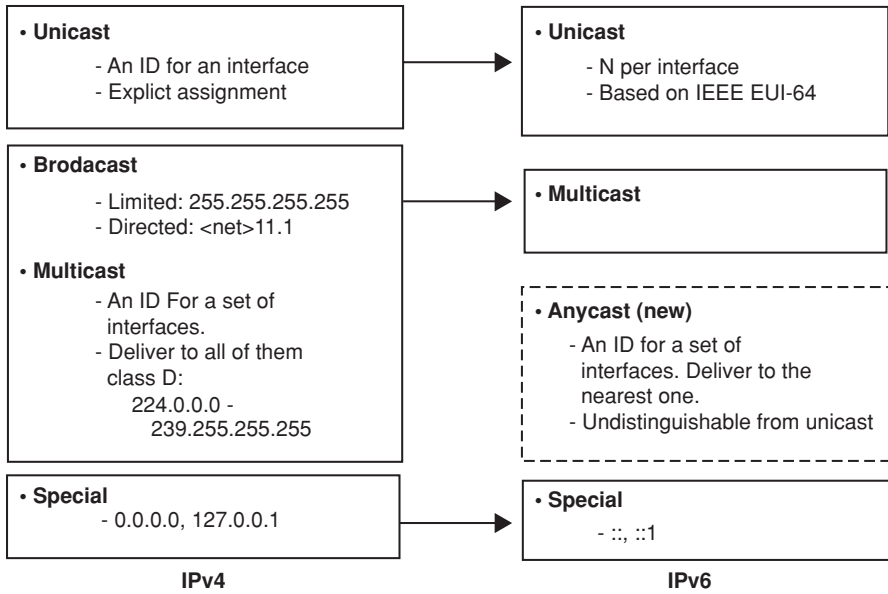 • Unicast
- An ID for an interface
- Explict assignment
• Brodacast
- Limited: 255.255.255.255
- Directed: <net>11.1
• Multicast
- An ID For a set of
interfaces.
- Deliver to all of them
class D:
224.0.0.0 -
239.255.255.255
• Special
- 0.0.0.0, 127.0.0.1
IPv4
• Unicast
- N per interface
- Based on IEEE EUI-64
• Multicast
• Anycast (new)
- An ID for a set of
interfaces. Deliver to the
nearest one.
- Undistinguishable from unicast
• Special
- ::, ::1
IPv6